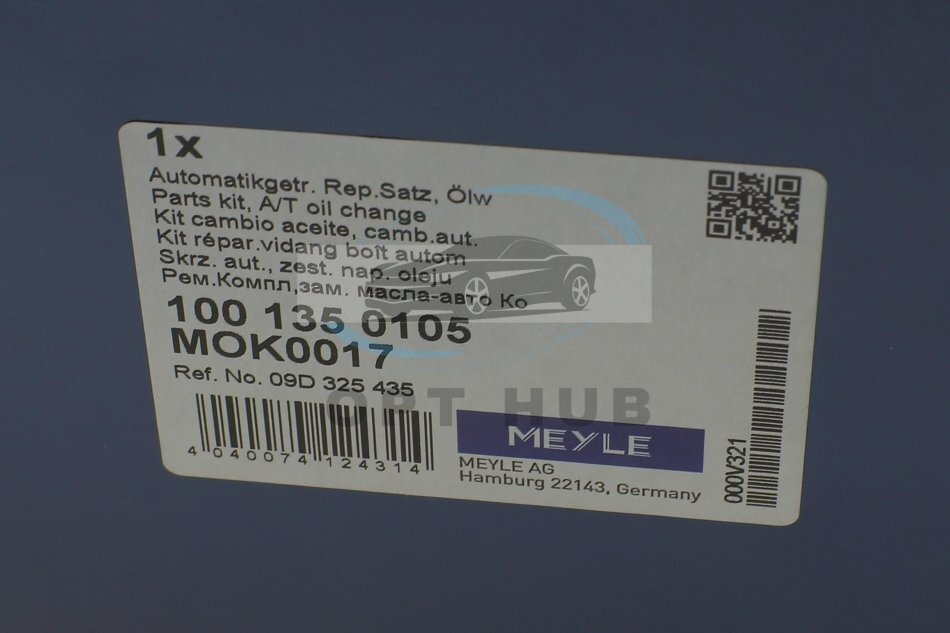 1x
Automatikgetr. Rep.Satz, Ölw
Parts kit, A/T oil change
Kit cambio aceite, camb.aut.
Kit répar.vidang boît autom
Skrz. aut., zest. nap. oleju
Рем.Компл,зам. масла-авто Ко
100 135 0105
MOK0017
Ref. No. 09D 325 435
OPT HUB
4 040074 124314
MEYLE
MEYLE AG
Hamburg 22143, Germany
000V321